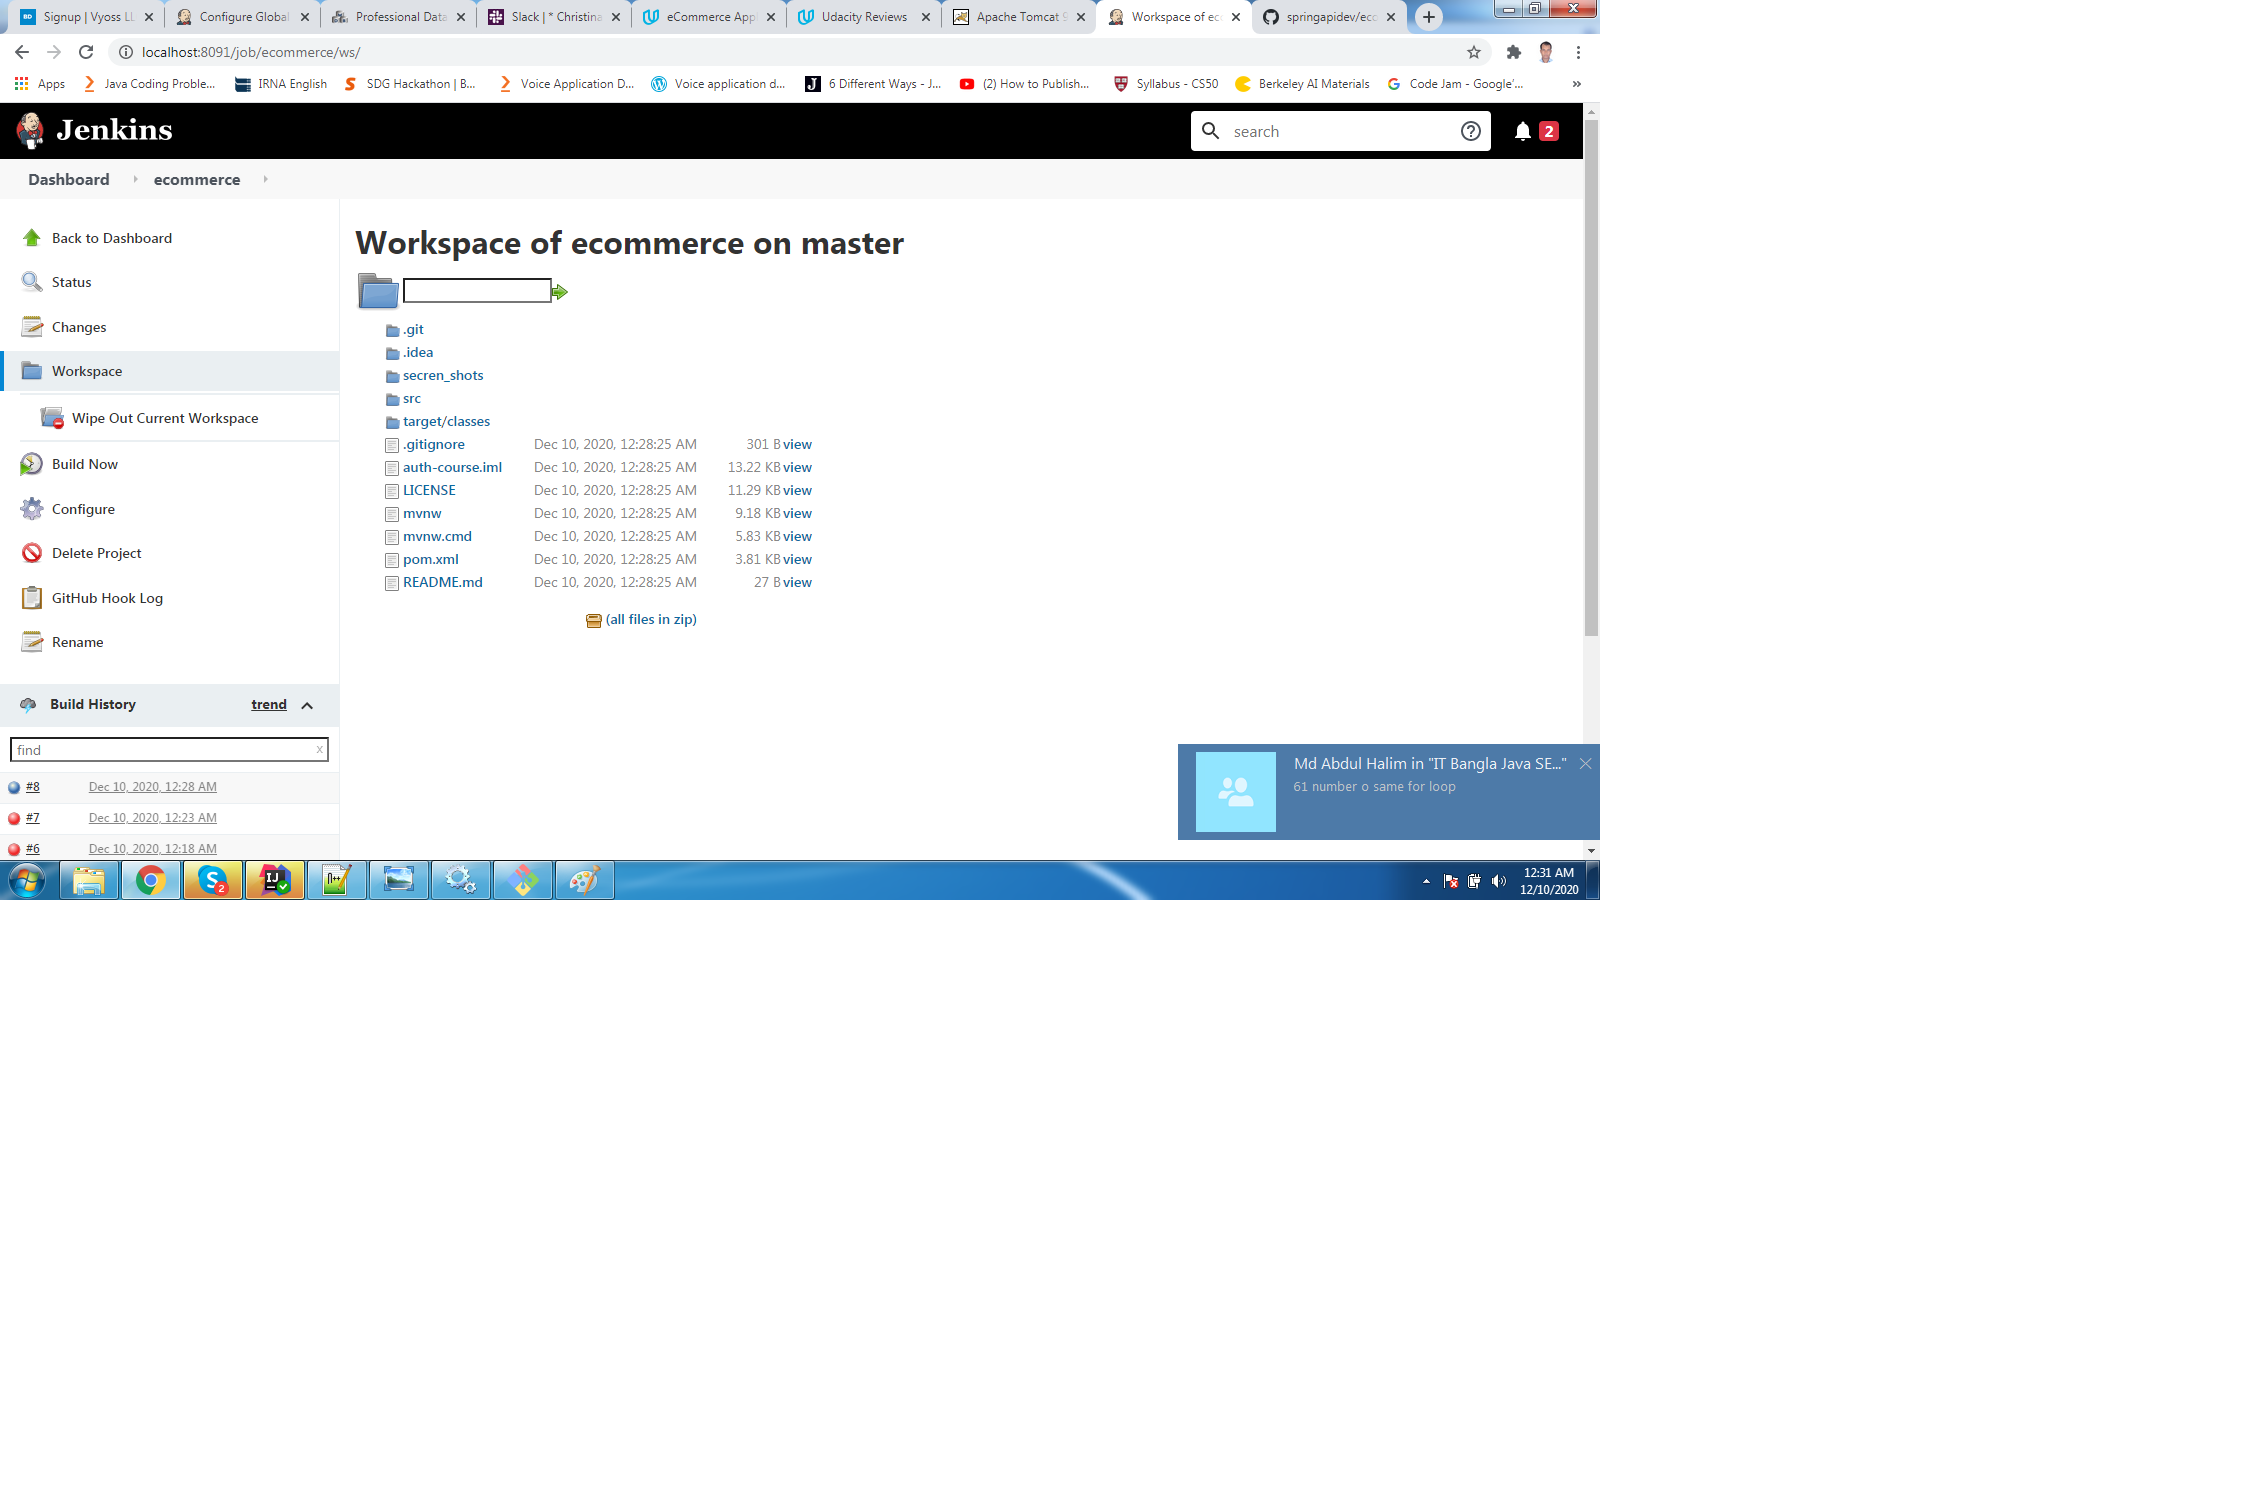 Signup | Vyoss LL
Configure Global
Professional Data
Slack | * Christina
eCommerce App
Udacity Reviews
Apache Tomcat 9
Workspace of ec
springapidev/eco
localhost:8091/job/ecommerce/ws/
Apps
Java Coding Proble...
IRNA English
SDG Hackathon | B...
Voice Application D...
Voice application d...
6 Different Ways - J...
(2) How to Publish...
Syllabus - CS50
Berkeley AI Materials
Code Jam - Google'...
»
Jenkins
search
2
Dashboard
ecommerce
Back to Dashboard
Status
Changes
Workspace
Wipe Out Current Workspace
Build Now
Configure
Delete Project
GitHub Hook Log
Rename
Build History trend
find x
#8 Dec 10, 2020, 12:28 AM
#7 Dec 10, 2020, 12:23 AM
#6 Dec 10, 2020, 12:18 AM
Workspace of ecommerce on master
.git
.idea
secren_shots
src
target/classes
.gitignore Dec 10, 2020, 12:28:25 AM 301 B view
auth-course.iml Dec 10, 2020, 12:28:25 AM 13.22 KB view
LICENSE Dec 10, 2020, 12:28:25 AM 11.29 KB view
mvnw Dec 10, 2020, 12:28:25 AM 9.18 KB view
mvnw.cmd Dec 10, 2020, 12:28:25 AM 5.83 KB view
pom.xml Dec 10, 2020, 12:28:25 AM 3.81 KB view
README.md Dec 10, 2020, 12:28:25 AM 27 B view
(all files in zip)
Md Abdul Halim in "IT Bangla Java SE..."
61 number o same for loop
12:31 AM
12/10/2020